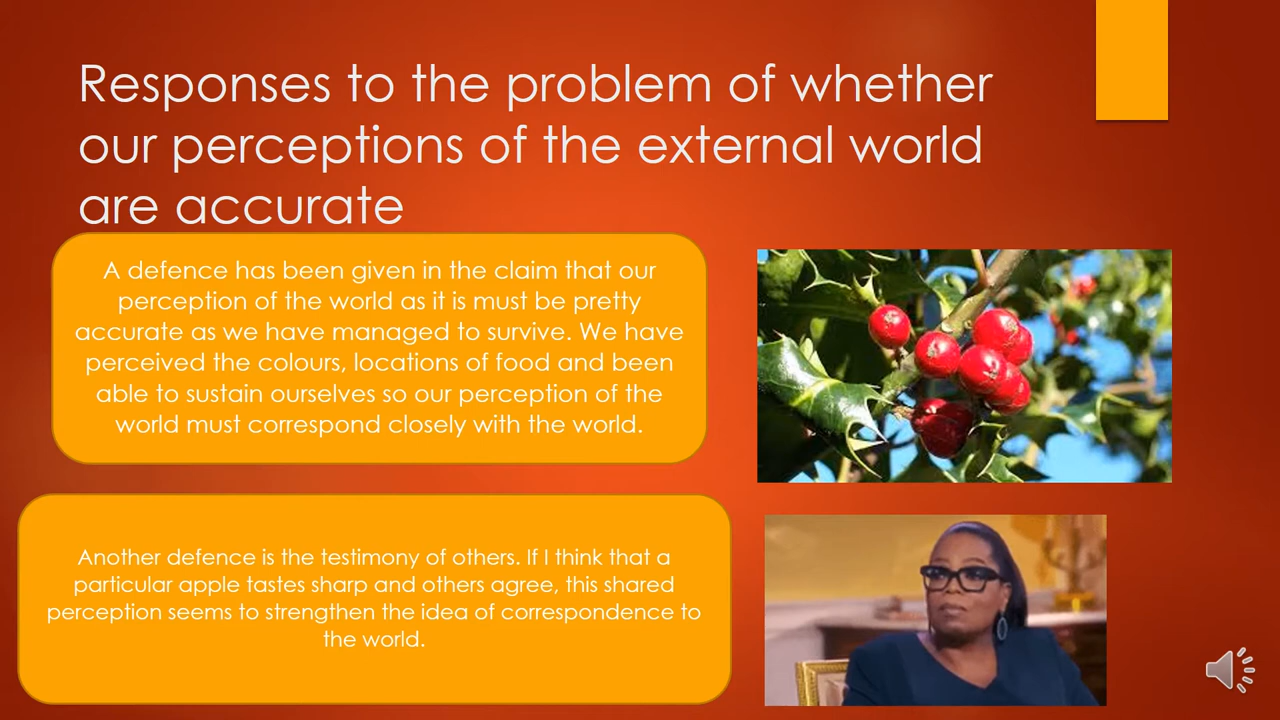 Responses to the problem of whether
our perceptions of the external world
are accurate
A defence has been given in the claim that our
perception of the world as it is must be pretty
accurate as we have managed to survive. We have
perceived the colours, locations of food and been
able to sustain ourselves so our perception of the
world must correspond closely with the world.
Another defence is the testimony of others. If I think that a
particular apple tastes sharp and others agree, this shared
perception seems to strengthen the idea of correspondence to
the world.